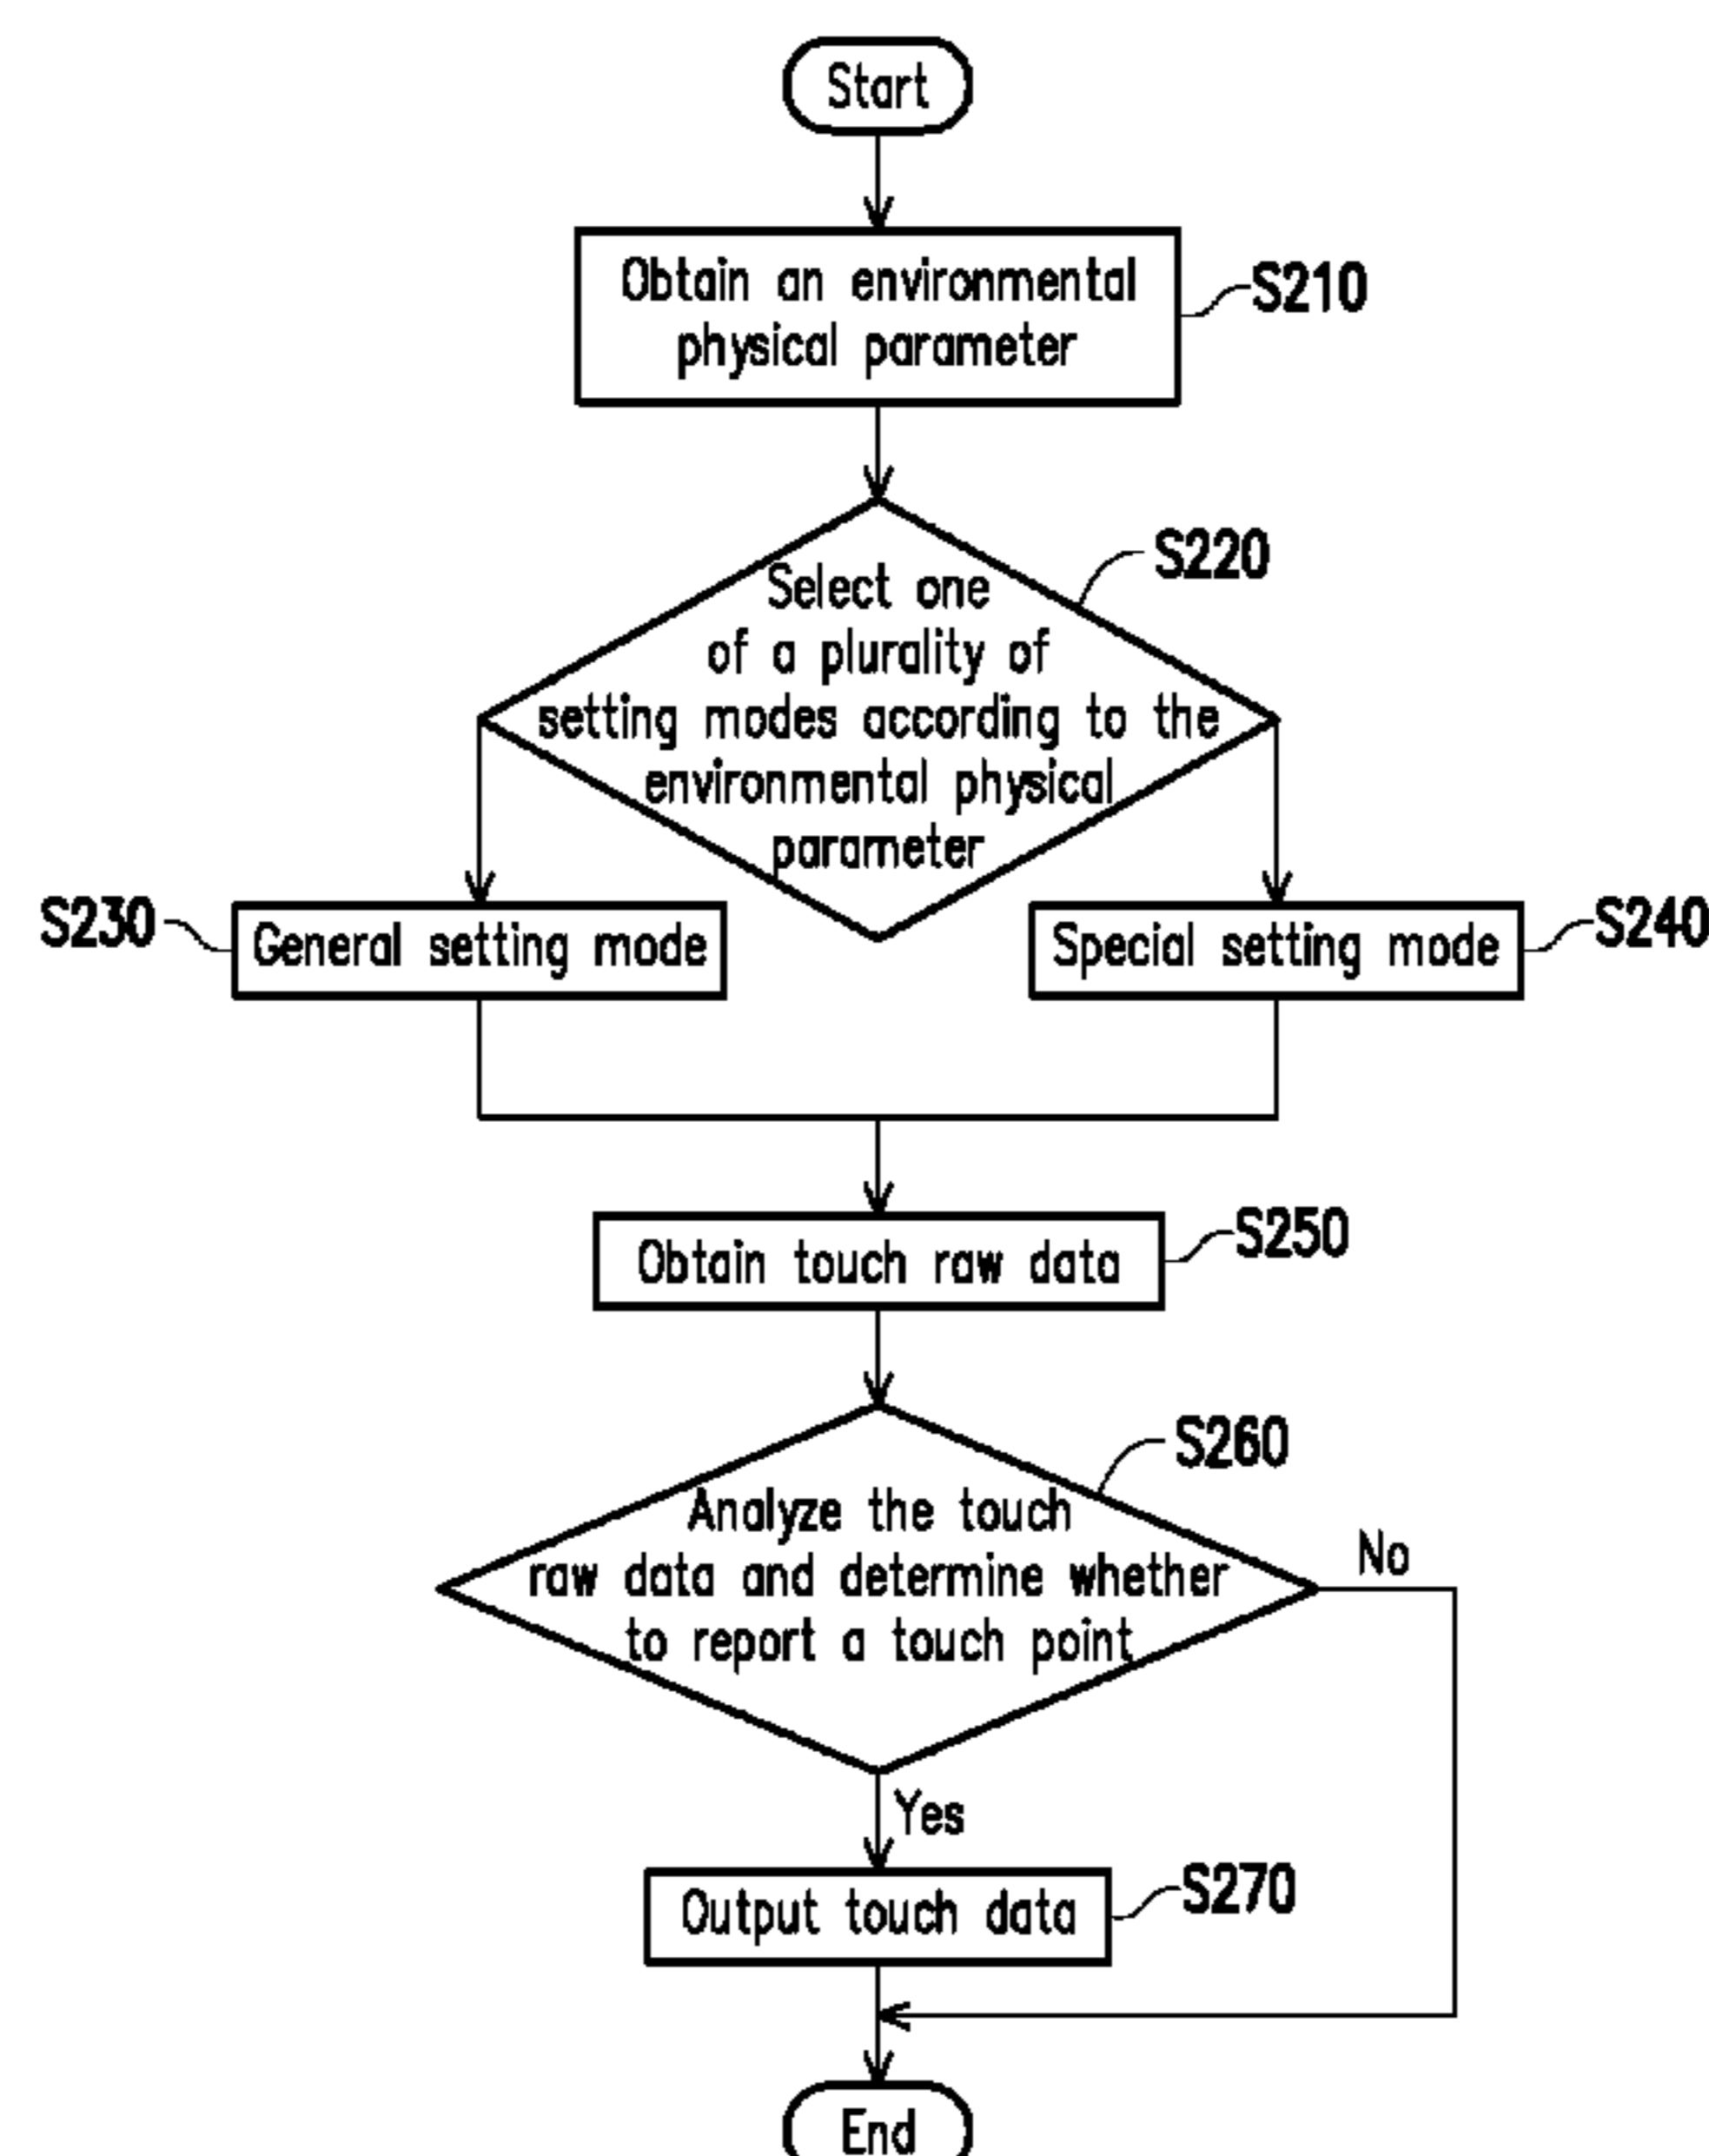 Start
Obtain an environmental
physical parameter
S210
Select one
of a plurality of
setting modes according to the
environmental physical
parameter
S220
S230
General setting mode
Special setting mode
S240
Obtain touch raw data
S250
Analyze the touch
raw data and determine whether
to report a touch point
S260
No
Yes
Output touch data
S270
End